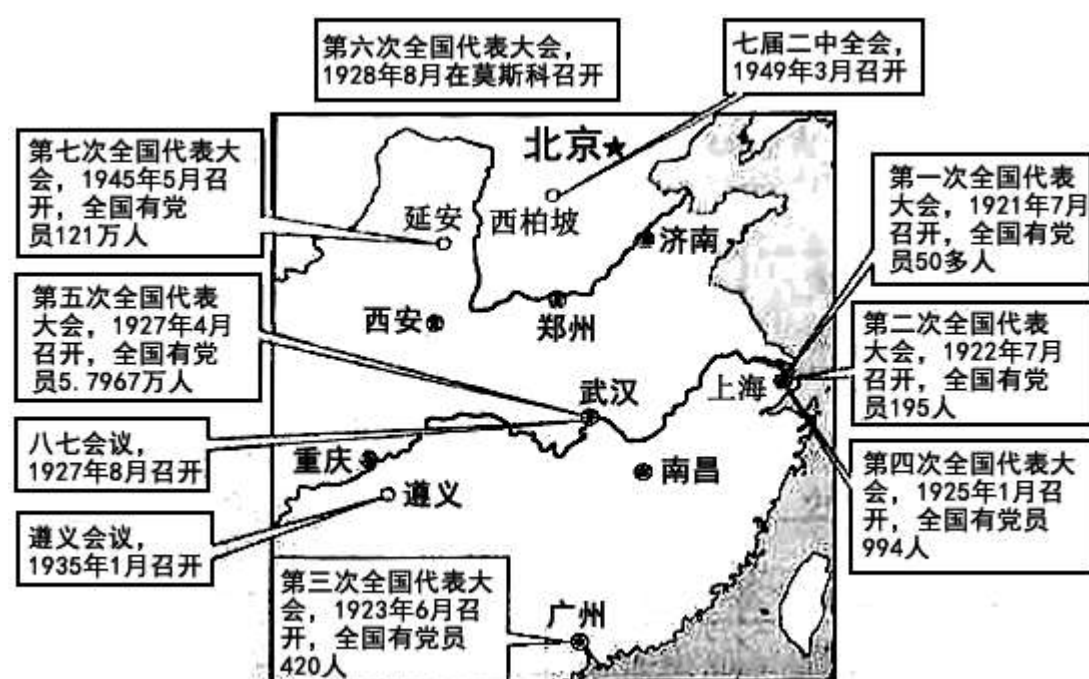 第六次全国代表大会，
1928年8月在莫斯科召开
七届二中全会，
1949年3月召开
北京
第七次全国代表大
会，1945年5月召
开，全国有党
员121万人
延安
西柏坡
济南
第一次全国代表
大会，1921年7月
召开，全国有党
员50多人
第五次全国代表
大会，1927年4月
召开，全国有党
员5.7967万人
西安
郑州
第二次全国代表
大会，1922年7月
召开，全国有党
员195人
武汉
上海
八七会议，
1927年8月召开
重庆
南昌
遵义
第四次全国代表大
会，1925年1月召
开，全国有党员
994人
遵义会议，
1935年1月召开
第三次全国代表大
会，1923年6月召
开，全国有党员
420人
广州